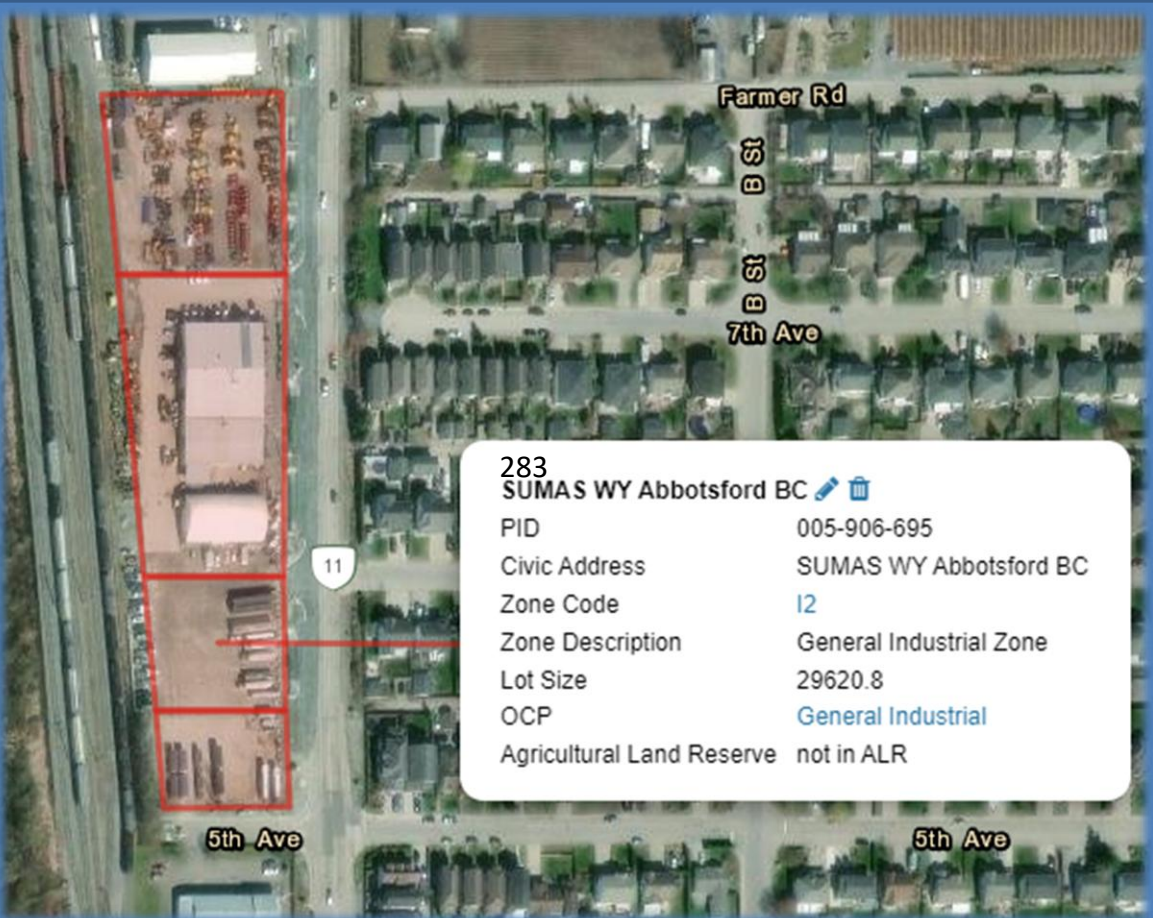 Farmer Rd
B St
B St
7th Ave
283
SUMAS WY Abbotsford BC
PID 005-906-695
Civic Address SUMAS WY Abbotsford BC
11
Zone Code I2
Zone Description General Industrial Zone
Lot Size 29620.8
OCP General Industrial
Agricultural Land Reserve not in ALR
5th Ave
5th Ave